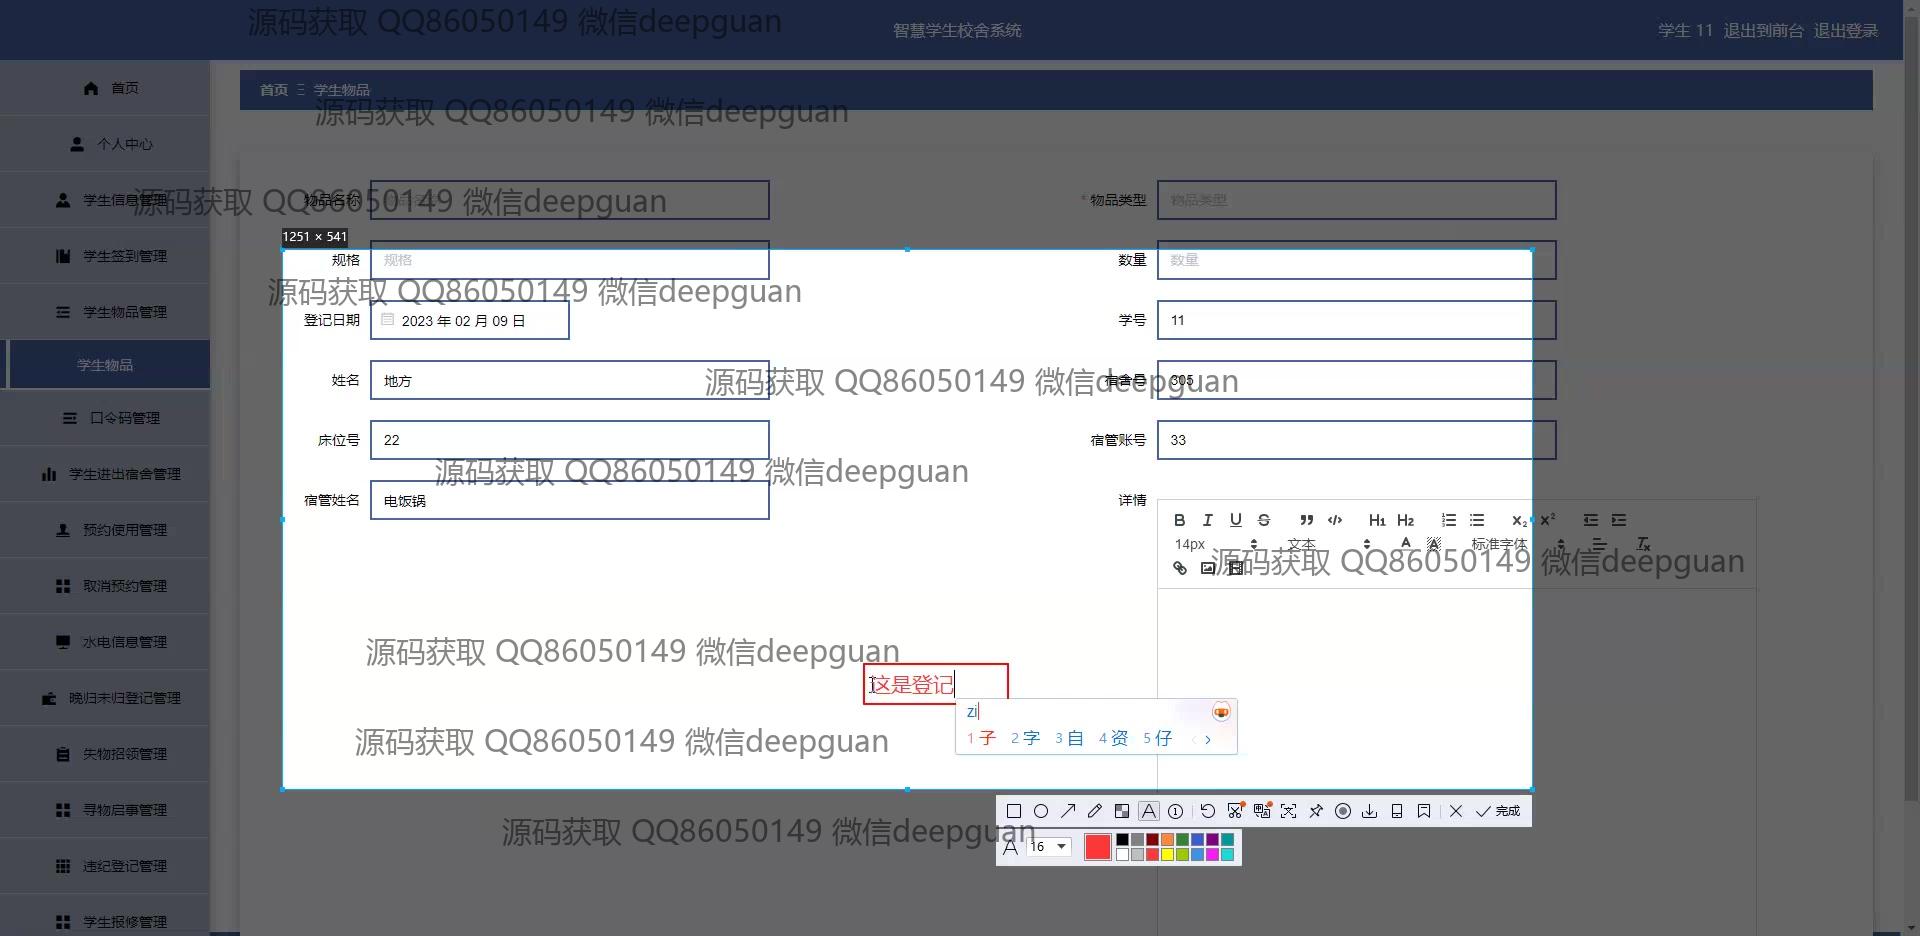 源码获取 QQ86050149 微信deepguan
智慧学生校舍系统
学生 11 退出到前台 退出登录
首页
个人中心
学生信息管理
学生签到管理
学生物品管理
学生物品
口令码管理
学生进出宿舍管理
预约使用管理
取消预约管理
水电信息管理
晚归未归登记管理
失物招领管理
寻物启事管理
违纪登记管理
学生报修管理
首页 Ξ 学生物品
源码获取 QQ86050149 微信deepguan
物品名称
* 物品类型 物品类型
源码获取 QQ86050149 微信deepguan
1251 × 541
规格 规格
数量 数量
源码获取 QQ86050149 微信deepguan
登记日期 2023 年 02 月 09 日
学号 11
姓名 地方
宿舍号 305
源码获取 QQ86050149 微信deepguan
床位号 22
宿管账号 33
源码获取 QQ86050149 微信deepguan
宿管姓名 电饭锅
详情
B I U S H1 H2 X2 X2
14px 文本 A A 标准字体 Tx
源码获取 QQ86050149 微信deepguan
源码获取 QQ86050149 微信deepguan
这是登记
zi
1 子 2 字 3 自 4 资 5 仔
源码获取 QQ86050149 微信deepguan
A 完成
源码获取 QQ86050149 微信deepguan
A 16